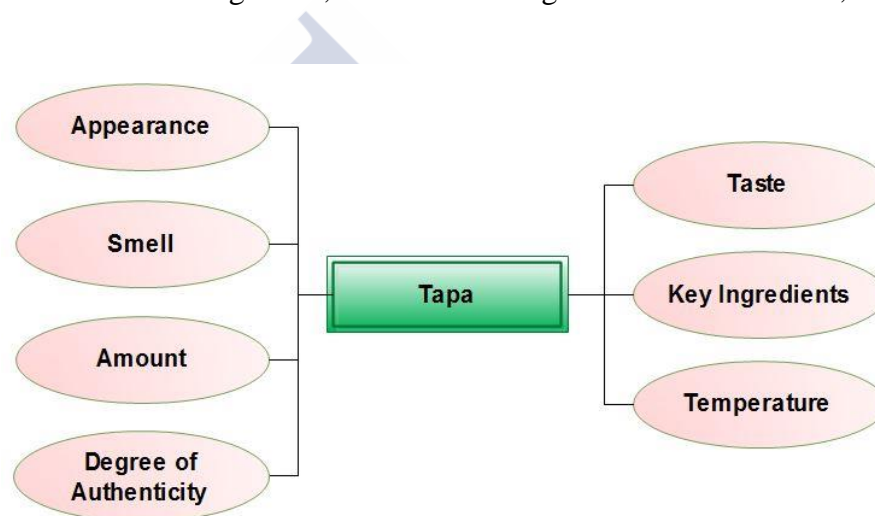 Appearance
Smell
Amount
Degree of
Authenticity
Tapa
Taste
Key Ingredients
Temperature